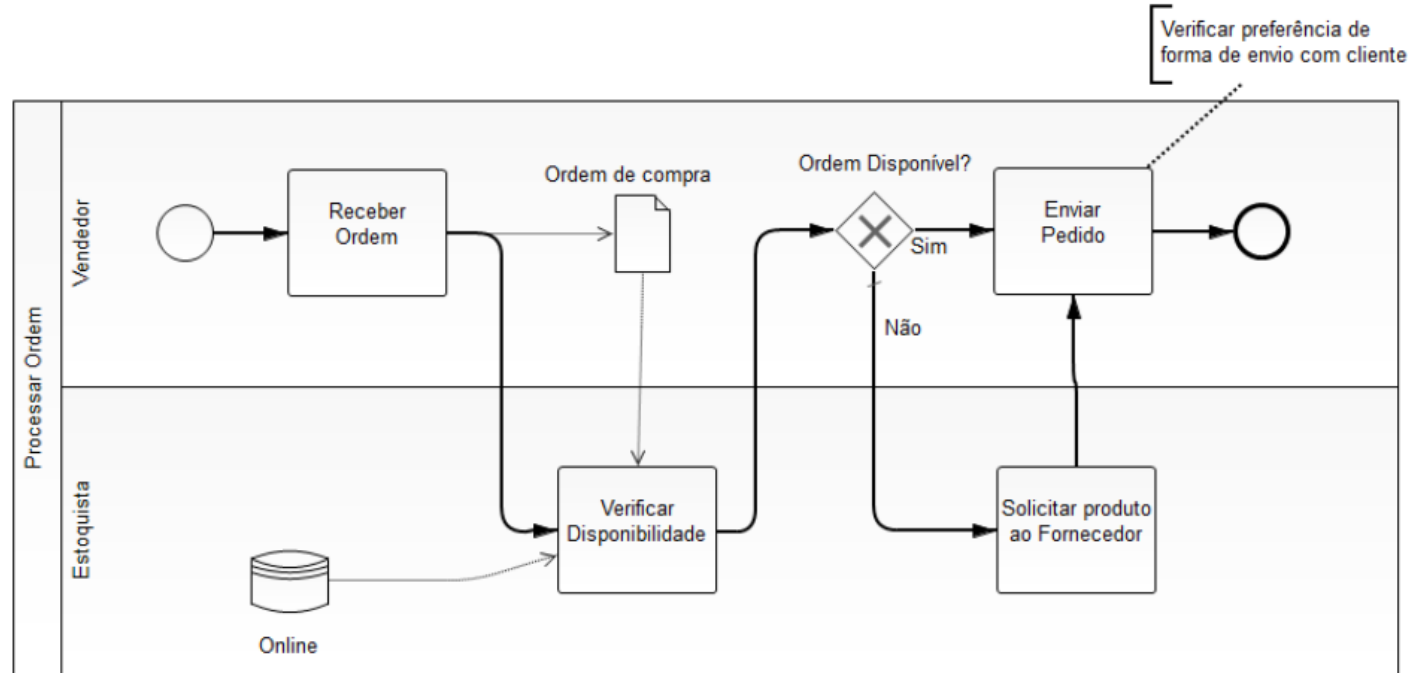 Verificar preferência de
forma de envio com cliente
Processar Ordem
Vendedor
Receber
Ordem
Ordem de compra
Ordem Disponível?
Sim
Não
Enviar
Pedido
Estoquista
Online
Verificar
Disponibilidade
Solicitar produto
ao Fornecedor